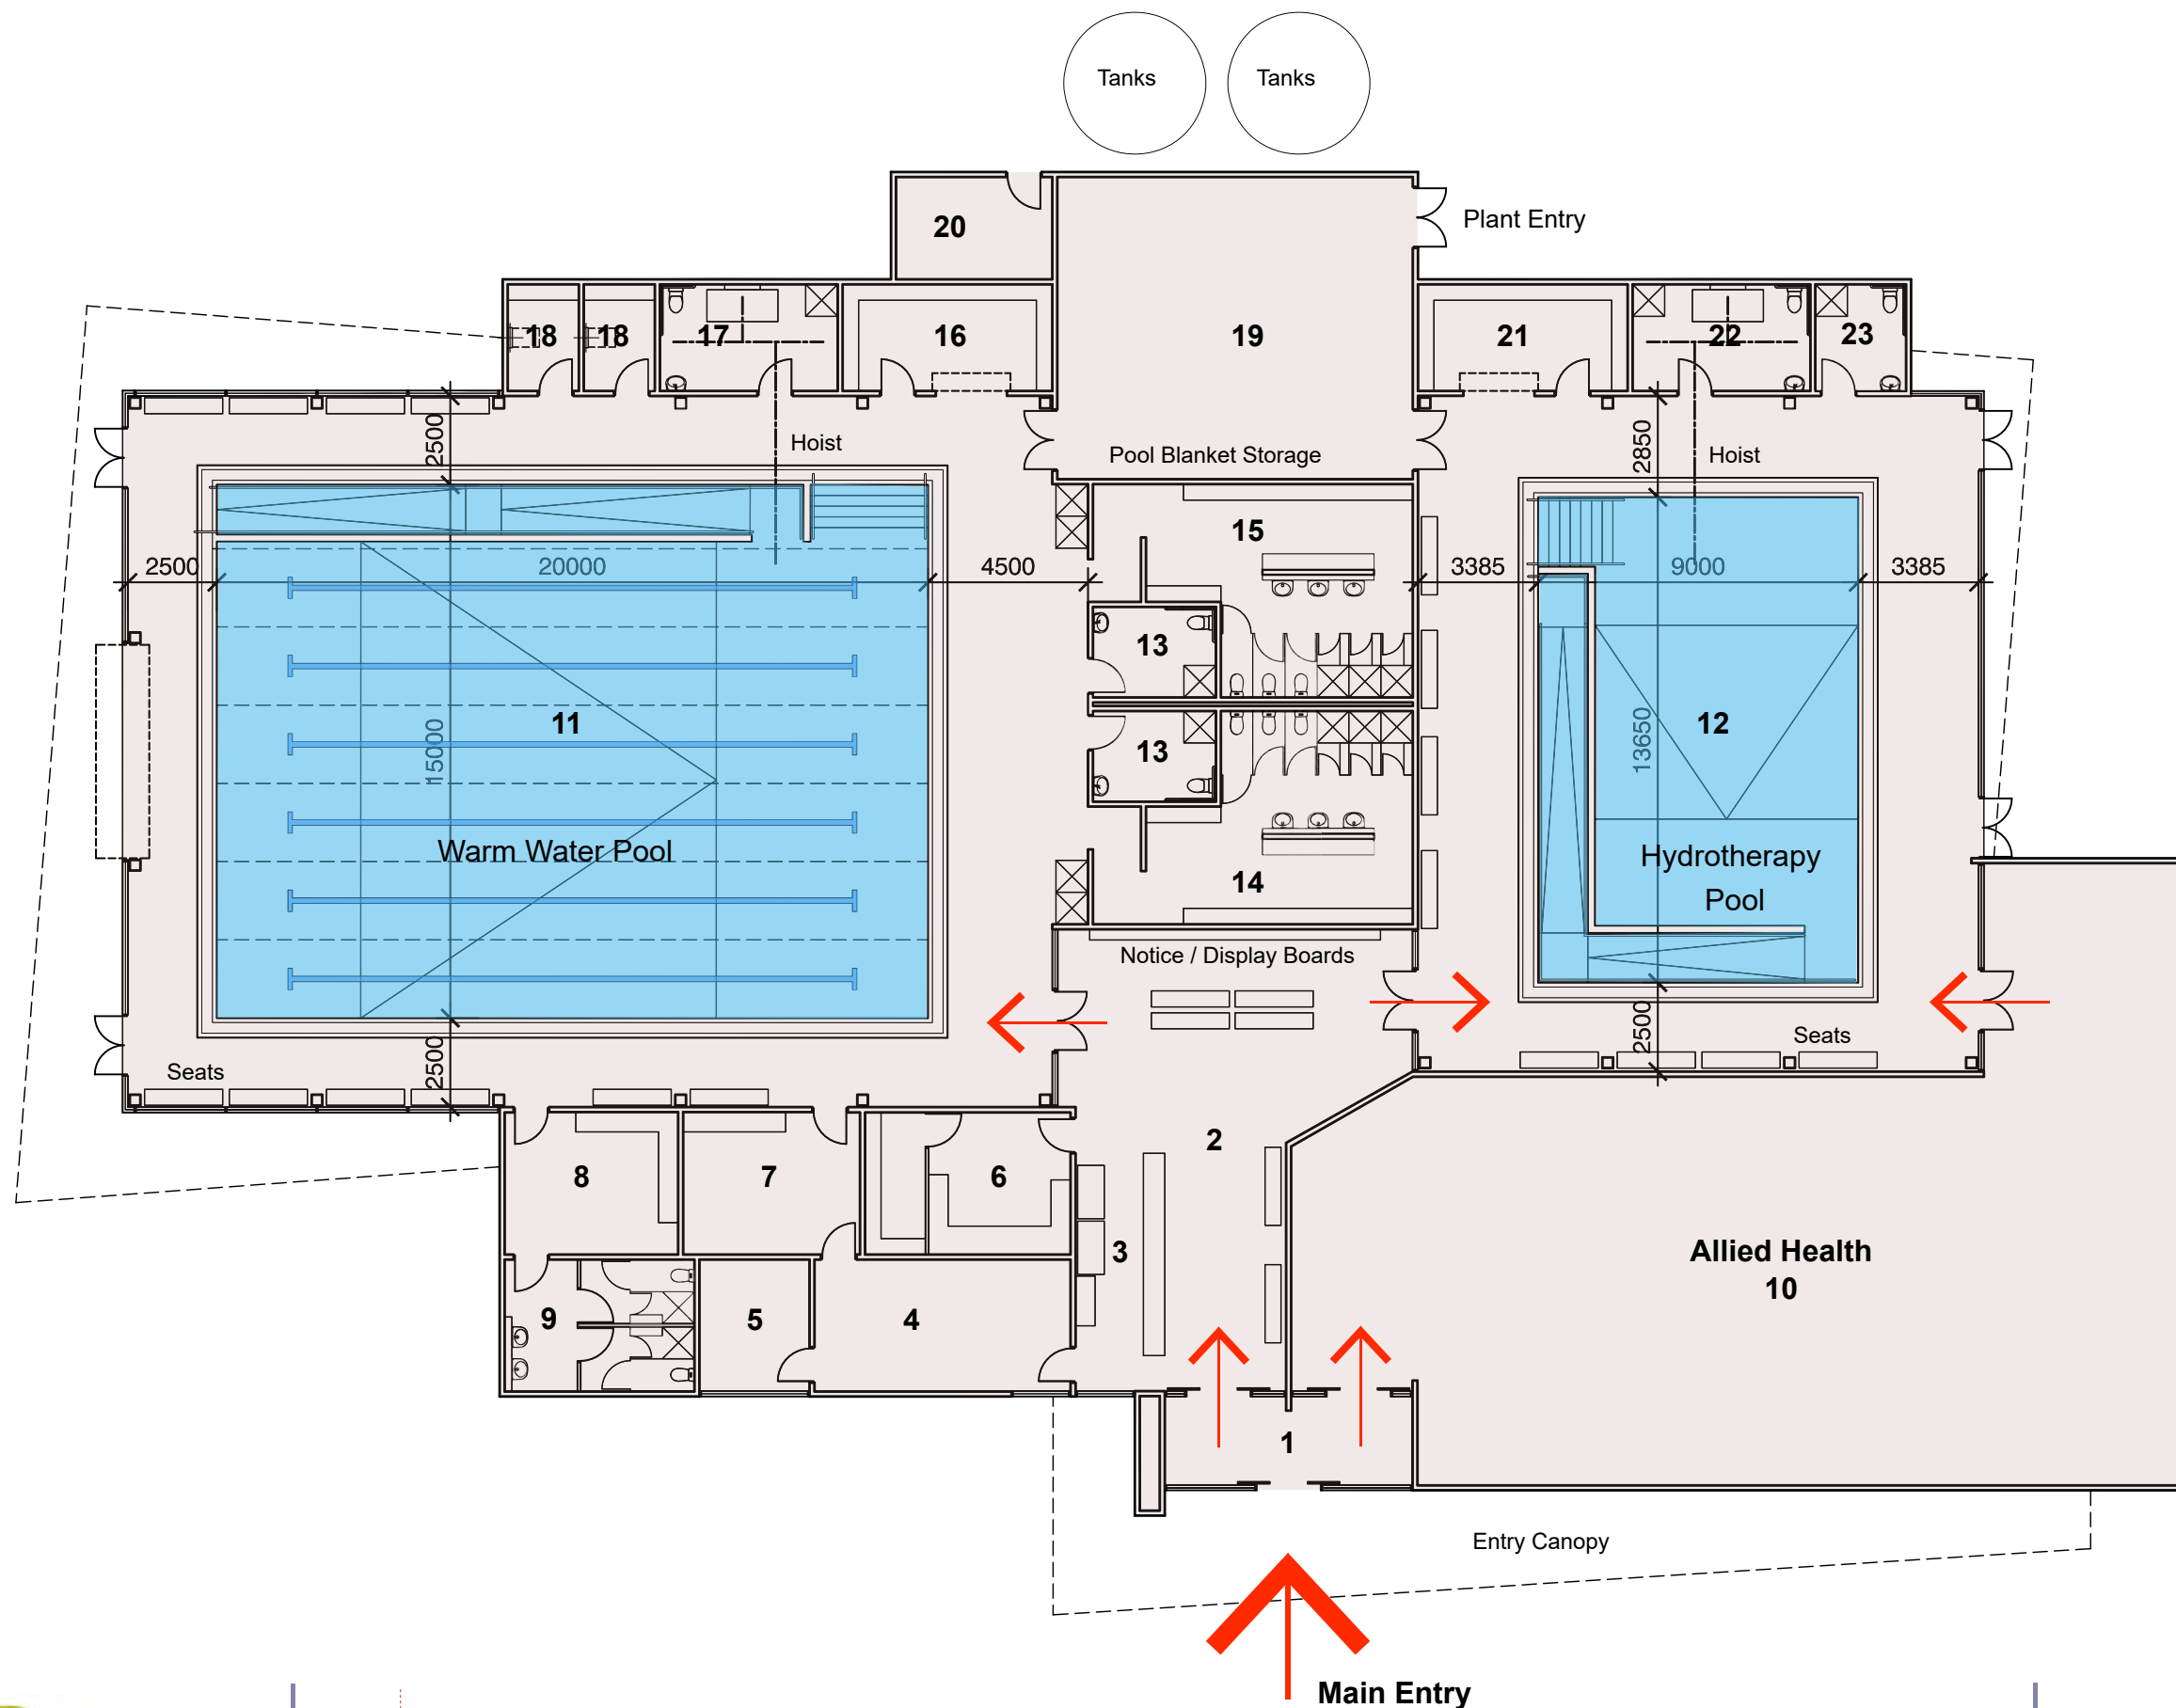 Tanks
Tanks
20
Plant Entry
18
18
17
16
19
21
22
23
2500
Hoist
Pool Blanket Storage
2850
Hoist
15
2500
20000
4500
3385
9000
3385
13
11
15000
13
13650
12
Warm Water Pool
14
Hydrotherapy
Pool
Notice / Display Boards
2500
Seats
2500
Seats
2
8
7
6
3
Allied Health
10
9
5
4
1
Entry Canopy
Main Entry